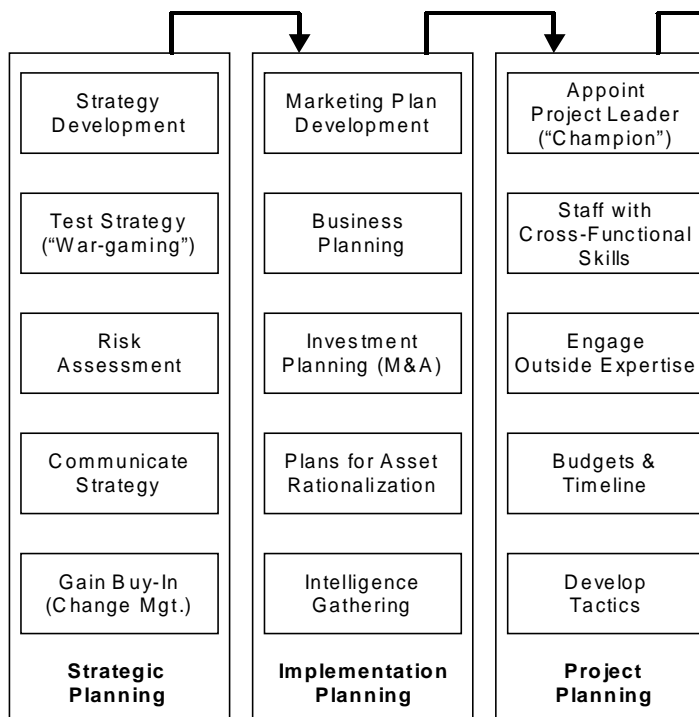 Strategy
Development
Test Strategy
(“War-gaming”)
Risk
Assessment
Communicate
Strategy
Gain Buy-In
(Change Mgt.)
Strategic
Planning
Marketing Plan
Development
Business
Planning
Investment
Planning (M&A)
Plans for Asset
Rationalization
Intelligence
Gathering
Implementation
Planning
Appoint
Project Leader
(“Champion”)
Staff with
Cross-Functional
Skills
Engage
Outside Expertise
Budgets &
Timeline
Develop
Tactics
Project
Planning